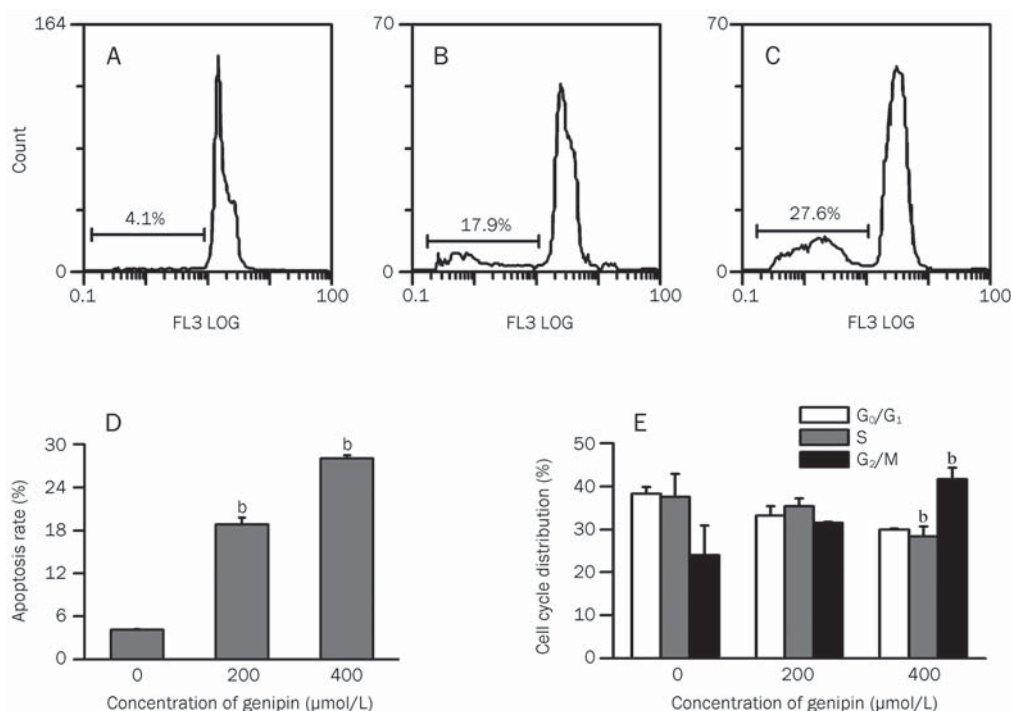 164
A
Count
4.1%
0
0.1
100
FL3 LOG
70
B
17.9%
0
0.1
100
FL3 LOG
70
C
27.6%
0
0.1
100
FL3 LOG
D
Apoptosis rate (%)
30
24
18
12
6
0
b
b
0
200
400
Concentration of genipin (µmol/L)
E
G₀/G₁
S
G₂/M
Cell cycle distribution (%)
50
40
30
20
10
0
b
b
0
200
400
Concentration of genipin (µmol/L)